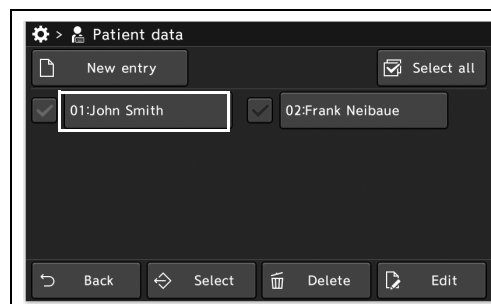 > Patient data
New entry
Select all
01:John Smith
02:Frank Neibaue
Back
Select
Delete
Edit